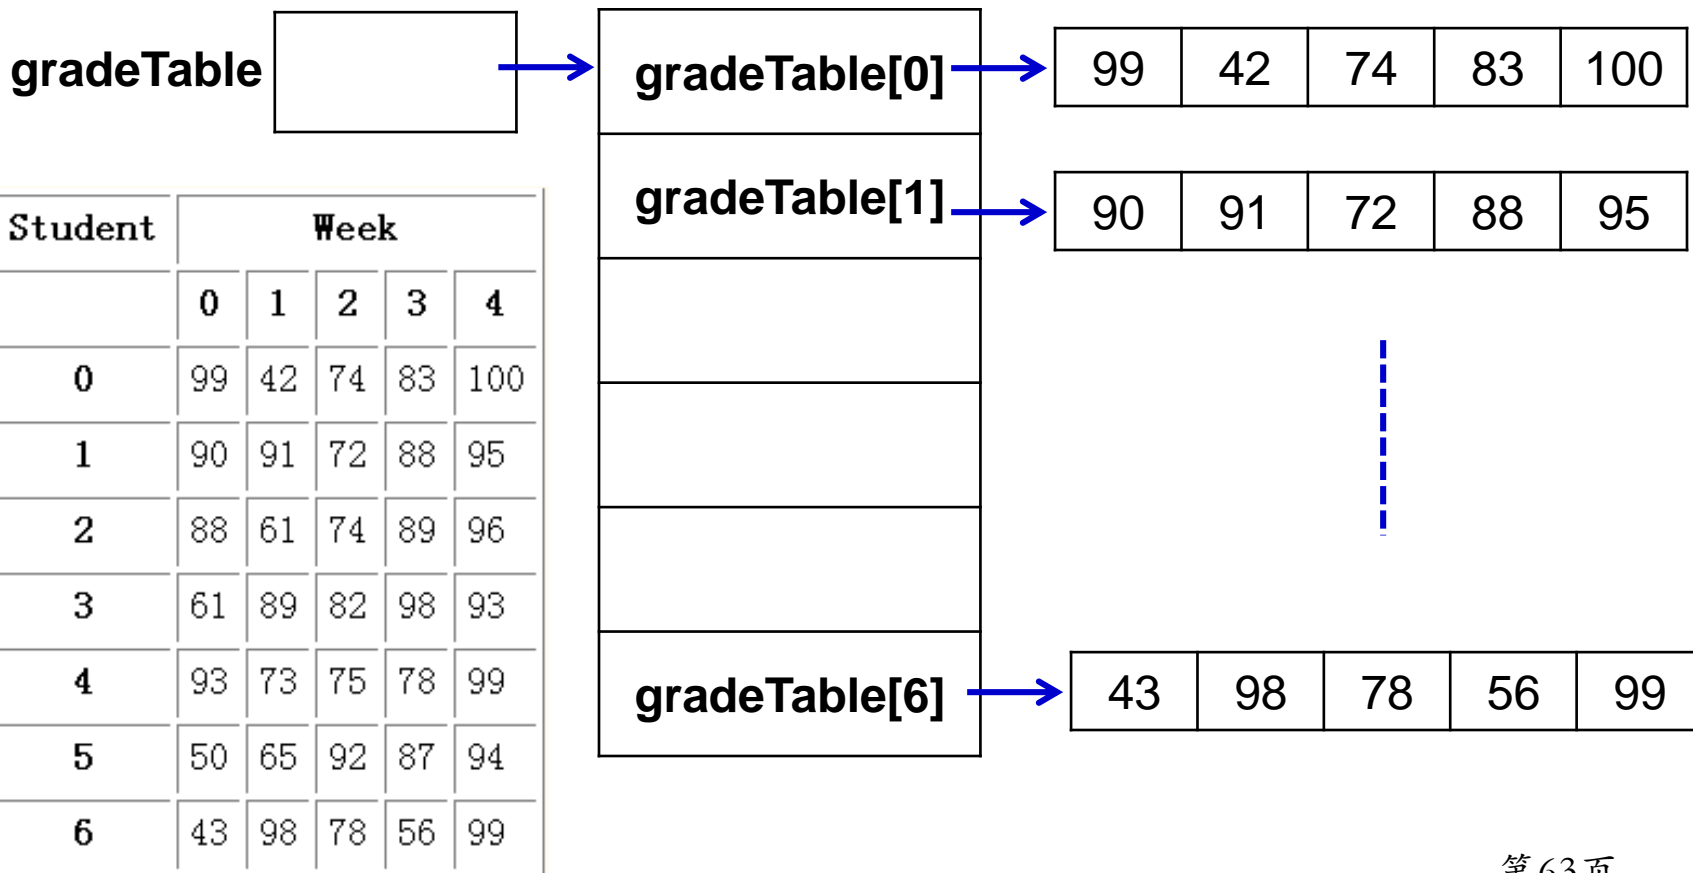 gradeTable
gradeTable[0]
99 42 74 83 100
gradeTable[1]
90 91 72 88 95
gradeTable[6]
43 98 78 56 99
Student Week
0 1 2 3 4
0 99 42 74 83 100
1 90 91 72 88 95
2 88 61 74 89 96
3 61 89 82 98 93
4 93 73 75 78 99
5 50 65 92 87 94
6 43 98 78 56 99
第63页